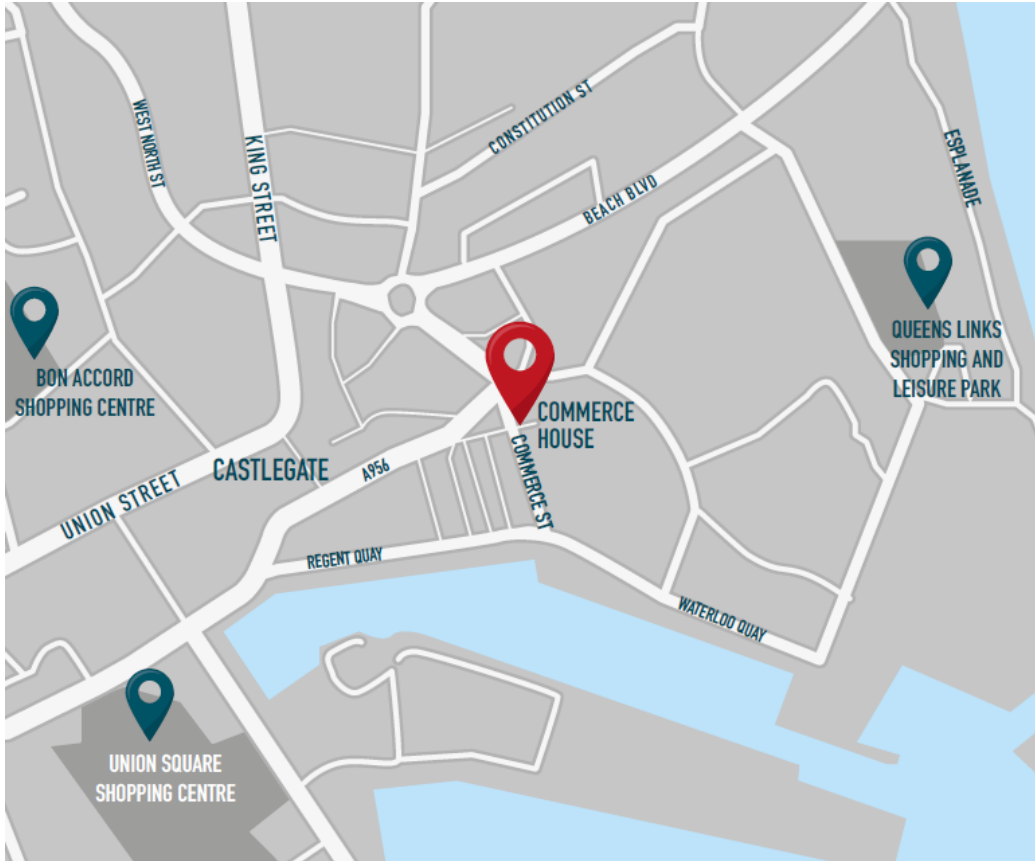 WEST NORTH ST
KING STREET
CONSTITUTION ST
BEACH BLVD
ESPLANADE
BON ACCORD
SHOPPING CENTRE
QUEENS LINKS
SHOPPING AND
LEISURE PARK
COMMERCE
HOUSE
CASTLEGATE
A956
COMMERCE ST
UNION STREET
REGENT QUAY
WATERLOO QUAY
UNION SQUARE
SHOPPING CENTRE